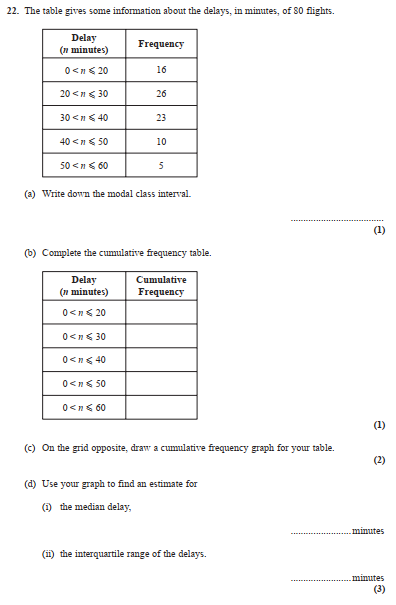 22. The table gives some information about the delays, in minutes, of 80 flights.
Delay
(n minutes)
Frequency
0 < n ⩽ 20 16
20 < n ⩽ 30 26
30 < n ⩽ 40 23
40 < n ⩽ 50 10
50 < n ⩽ 60 5
(a) Write down the modal class interval.
......................................
(1)
(b) Complete the cumulative frequency table.
Delay
(n minutes)
Cumulative
Frequency
0 < n ⩽ 20
0 < n ⩽ 30
0 < n ⩽ 40
0 < n ⩽ 50
0 < n ⩽ 60
(1)
(c) On the grid opposite, draw a cumulative frequency graph for your table.
(2)
(d) Use your graph to find an estimate for
(i) the median delay,
.........................minutes
(ii) the interquartile range of the delays.
.........................minutes
(3)